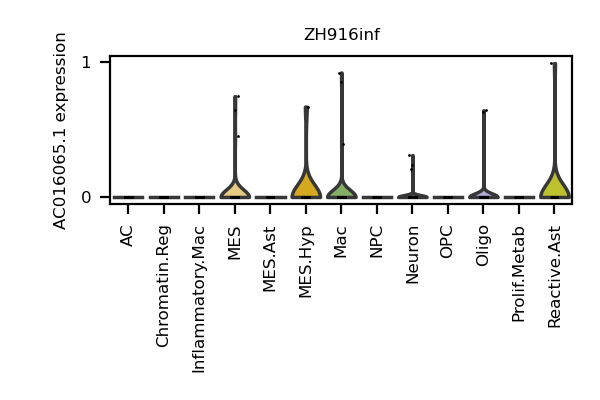 ZH916inf
AC016065.1 expression
1
0
AC
Chromatin.Reg
Inflammatory.Mac
MES
MES.Ast
MES.Hyp
Mac
NPC
Neuron
OPC
Oligo
Prolif.Metab
Reactive.Ast